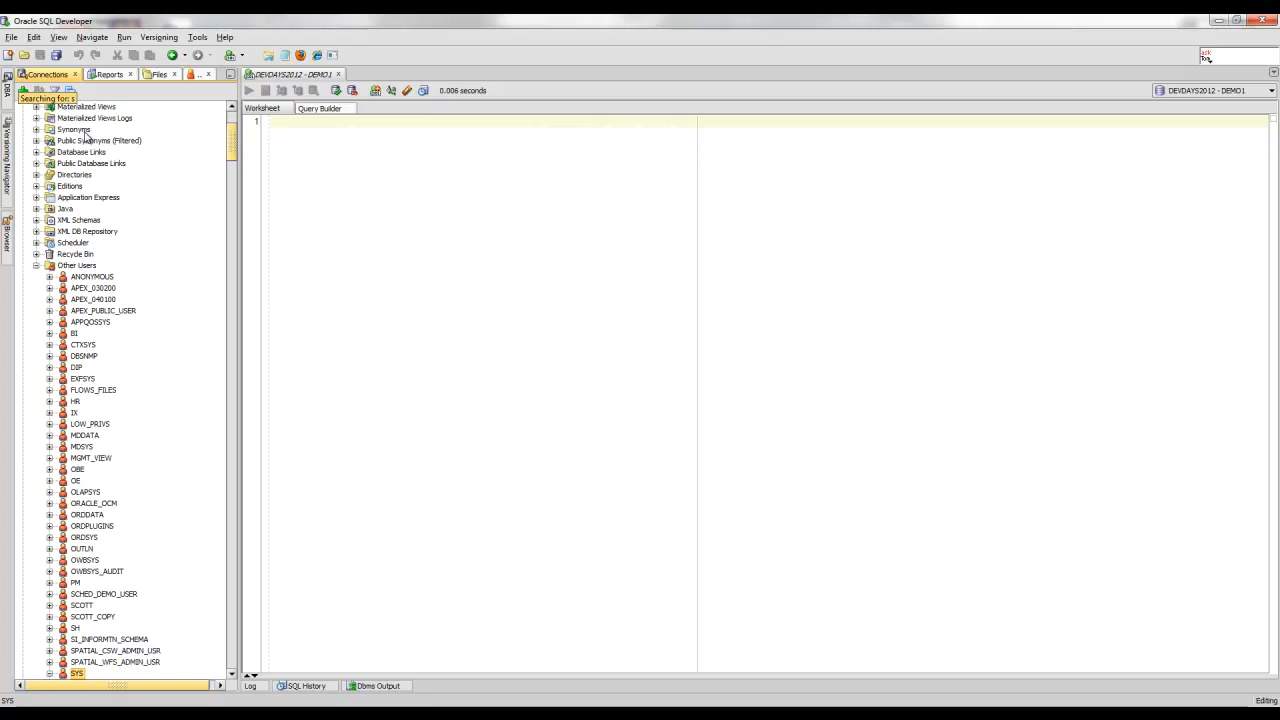 Oracle SQL Developer
File Edit View Navigate Run Versioning Tools Help
ask
Connections Reports Files ..
DEVDAYS2012 - DEMO1
0.006 seconds
DEVDAYS2012 - DEMO1
Searching for: s
Worksheet Query Builder
DBA
Versioning Navigator
Browser
1
Materialized Views
Materialized Views Logs
Synonyms
Public Synonyms (Filtered)
Database Links
Public Database Links
Directories
Editions
Application Express
Java
XML Schemas
XML DB Repository
Scheduler
Recycle Bin
Other Users
ANONYMOUS
APEX_030200
APEX_040100
APEX_PUBLIC_USER
APPQOSSYS
BI
CTXSYS
DBSNMP
DIP
EXFSYS
FLOWS_FILES
HR
IX
LOW_PRIVS
MDDATA
MDSYS
MGMT_VIEW
OBE
OE
OLAPSYS
ORACLE_OCM
ORDDATA
ORDPLUGINS
ORDSYS
OUTLN
OWBSYS
OWBSYS_AUDIT
PM
SCHED_DEMO_USER
SCOTT
SCOTT_COPY
SH
SI_INFORMTN_SCHEMA
SPATIAL_CSW_ADMIN_USR
SPATIAL_WFS_ADMIN_USR
SYS
Log SQL History Dbms Output
SYS
Editing